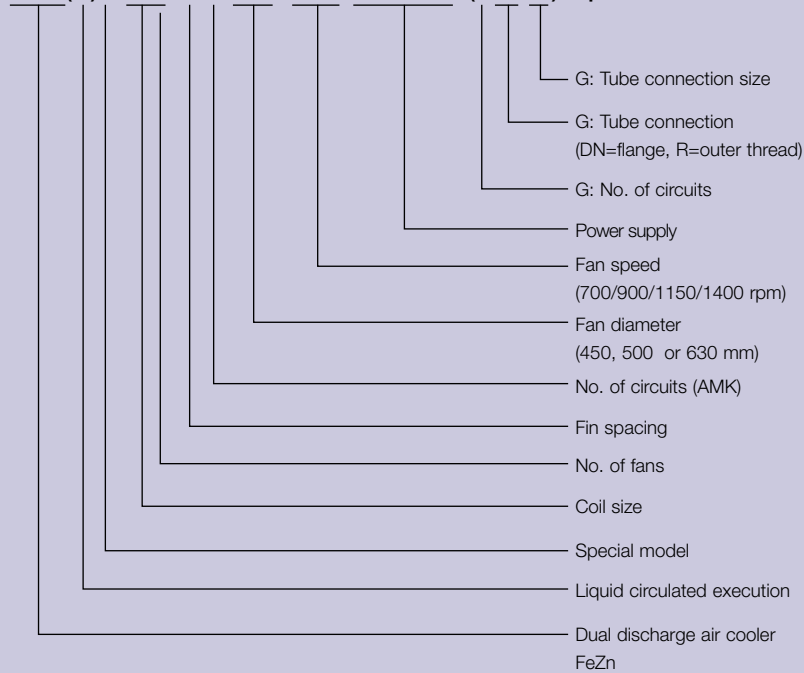 G: Tube connection size
G: Tube connection
(DN=flange, R=outer thread)
G: No. of circuits
Power supply
Fan speed
(700/900/1150/1400 rpm)
Fan diameter
(450, 500 or 630 mm)
No. of circuits (AMK)
Fin spacing
No. of fans
Coil size
Special model
Liquid circulated execution
Dual discharge air cooler
FeZn